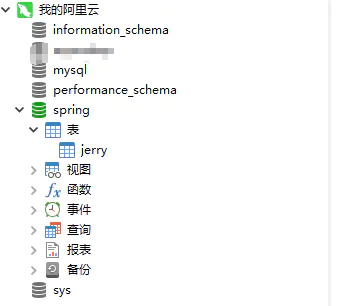 我的阿里云
information_schema
mysql
performance_schema
spring
表
jerry
视图
fx 函数
事件
查询
报表
备份
sys